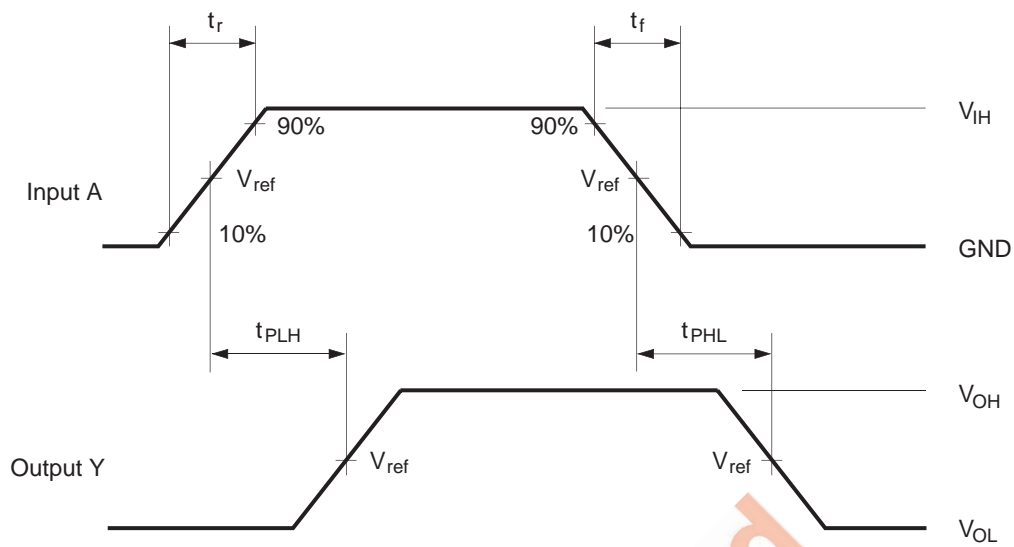 tr
tf
90%
90%
VIH
Input A
Vref
Vref
10%
10%
GND
tPLH
tPHL
VOH
Output Y
Vref
Vref
VOL